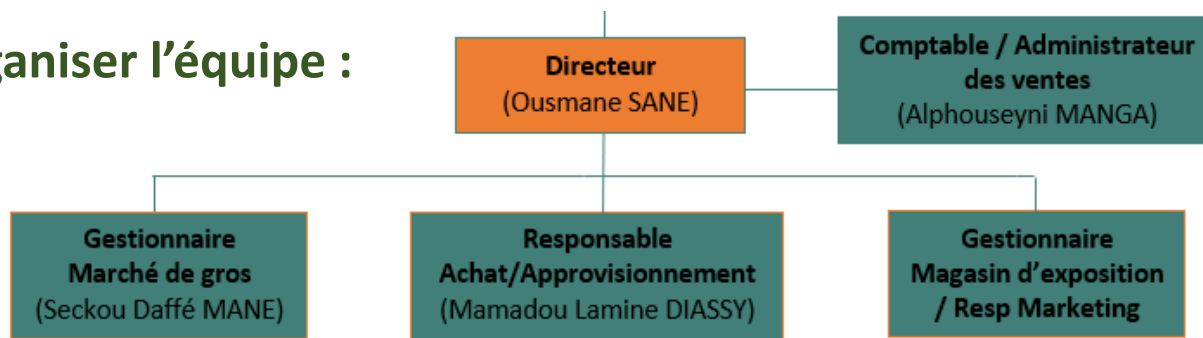 ganiser l’équipe :
Directeur
(Ousmane SANE)
Comptable / Administrateur
des ventes
(Alphouseyni MANGA)
Gestionnaire
Marché de gros
(Seckou Daffé MANE)
Responsable
Achat/Approvisionnement
(Mamadou Lamine DIASSY)
Gestionnaire
Magasin d’exposition
/ Resp Marketing